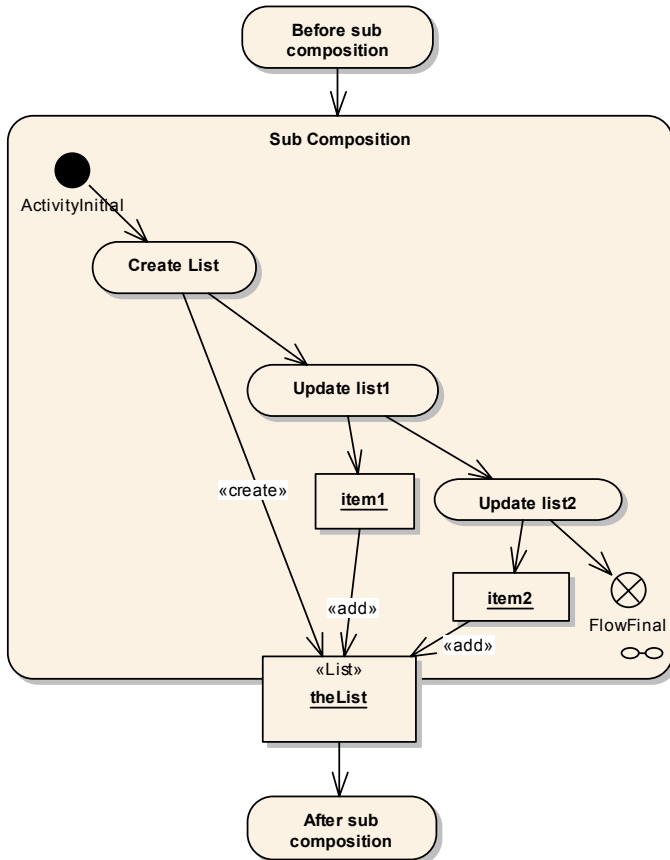 Before sub
composition
Sub Composition
ActivityInitial
Create List
Update list1
«create»
item1
Update list2
«add»
item2
FlowFinal
«add»
«List»
theList
After sub
composition